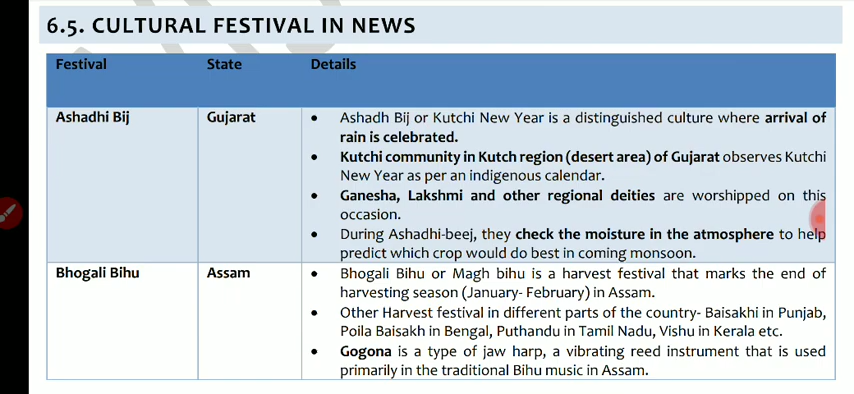 6.5. CULTURAL FESTIVAL IN NEWS
Festival State Details
Ashadhi Bij Gujarat • Ashadh Bij or Kutchi New Year is a distinguished culture where arrival of
rain is celebrated.
• Kutchi community in Kutch region (desert area) of Gujarat observes Kutchi
New Year as per an indigenous calendar.
• Ganesha, Lakshmi and other regional deities are worshipped on this
occasion.
• During Ashadhi-beej, they check the moisture in the atmosphere to help
predict which crop would do best in coming monsoon.
Bhogali Bihu Assam • Bhogali Bihu or Magh bihu is a harvest festival that marks the end of
harvesting season (January- February) in Assam.
• Other Harvest festival in different parts of the country- Baisakhi in Punjab,
Poila Baisakh in Bengal, Puthandu in Tamil Nadu, Vishu in Kerala etc.
• Gogona is a type of jaw harp, a vibrating reed instrument that is used
primarily in the traditional Bihu music in Assam.